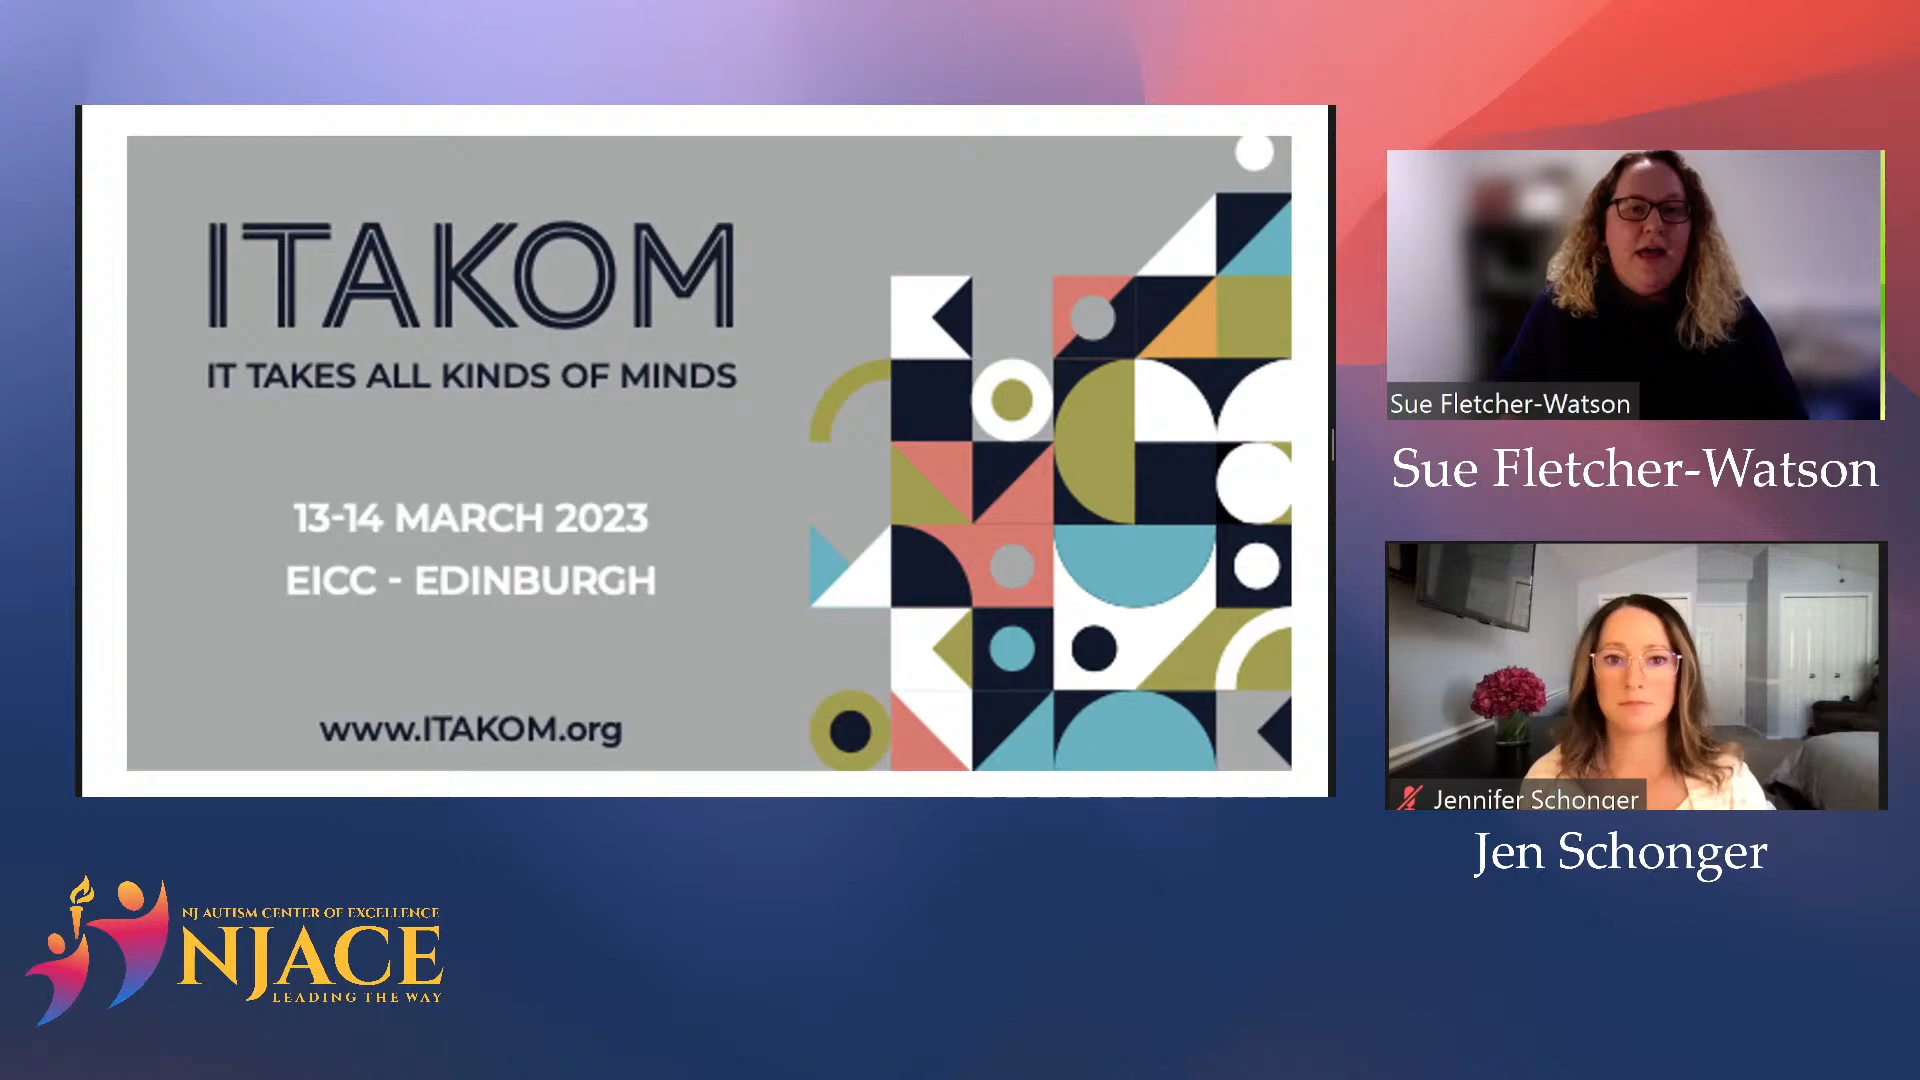 ITAKOM
IT TAKES ALL KINDS OF MINDS
13-14 MARCH 2023
EICC - EDINBURGH
www.ITAKOM.org
Sue Fletcher-Watson
Sue Fletcher-Watson
Jennifer Schonger
Jen Schonger
NJ AUTISM CENTER OF EXCELLENCE
NJACE
LEADING THE WAY